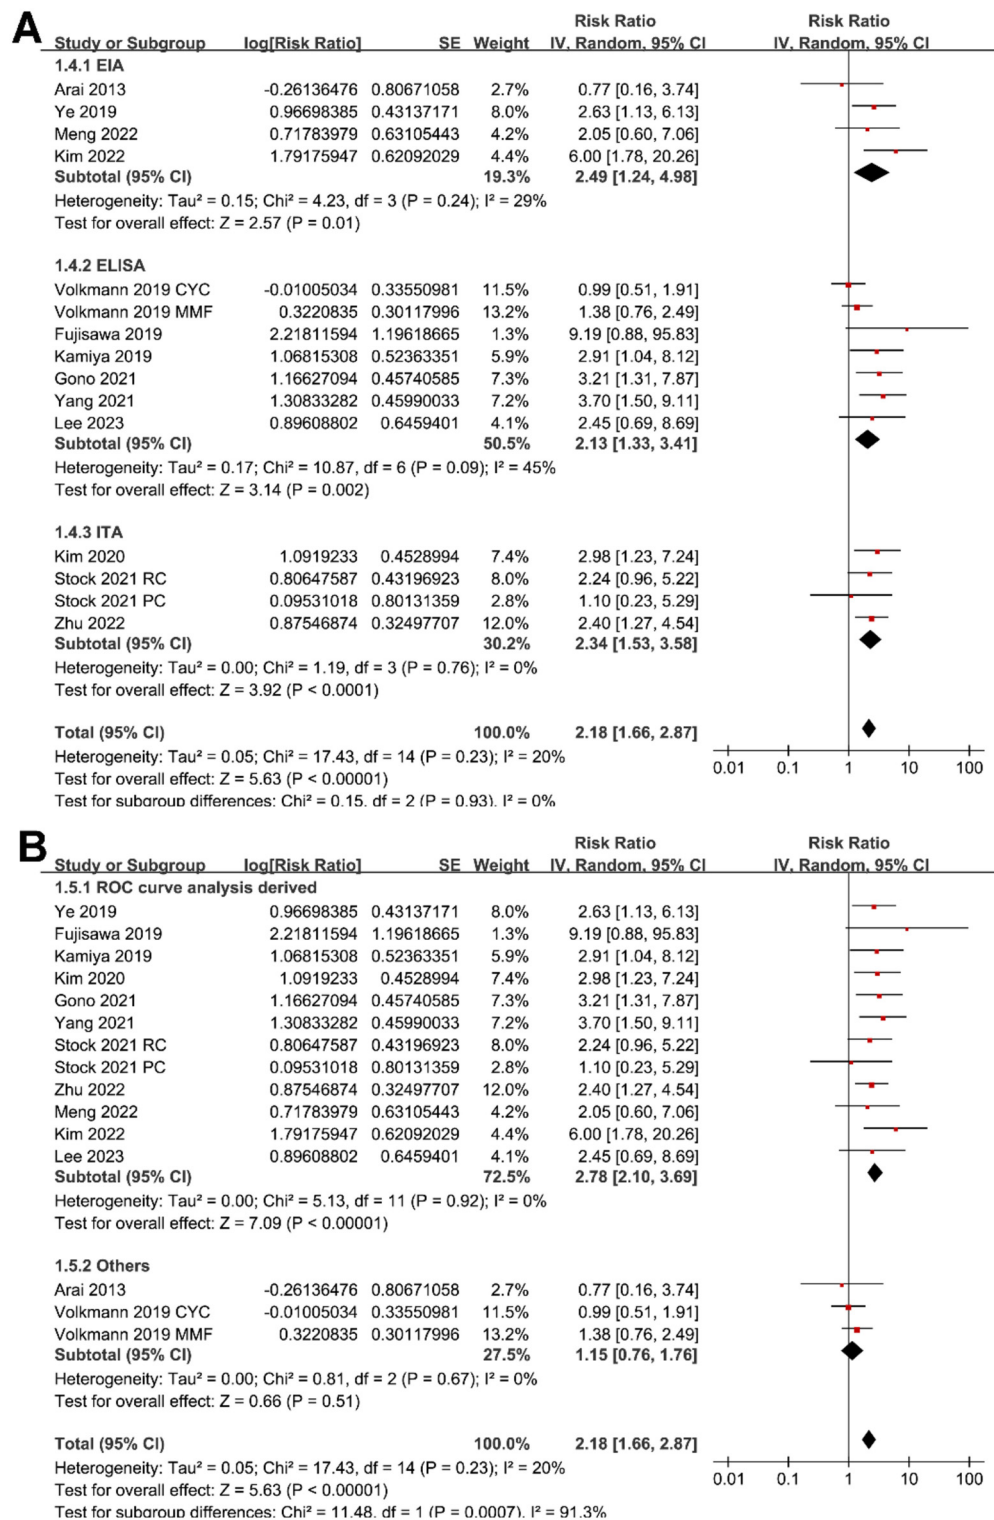 A
Risk Ratio Risk Ratio
Study or Subgroup log[Risk Ratio] SE Weight IV, Random, 95% CI IV, Random, 95% CI
1.4.1 EIA
Arai 2013 -0.26136476 0.80671058 2.7% 0.77 [0.16, 3.74]
Ye 2019 0.96698385 0.43137171 8.0% 2.63 [1.13, 6.13]
Meng 2022 0.71783979 0.63105443 4.2% 2.05 [0.60, 7.06]
Kim 2022 1.79175947 0.62092029 4.4% 6.00 [1.78, 20.26]
Subtotal (95% CI) 19.3% 2.49 [1.24, 4.98]
Heterogeneity: Tau² = 0.15; Chi² = 4.23, df = 3 (P = 0.24); I² = 29%
Test for overall effect: Z = 2.57 (P = 0.01)
1.4.2 ELISA
Volkmann 2019 CYC -0.01005034 0.33550981 11.5% 0.99 [0.51, 1.91]
Volkmann 2019 MMF 0.3220835 0.30117996 13.2% 1.38 [0.76, 2.49]
Fujisawa 2019 2.21811594 1.19618665 1.3% 9.19 [0.88, 95.83]
Kamiya 2019 1.06815308 0.52363351 5.9% 2.91 [1.04, 8.12]
Gono 2021 1.16627094 0.45740585 7.3% 3.21 [1.31, 7.87]
Yang 2021 1.30833282 0.45990033 7.2% 3.70 [1.50, 9.11]
Lee 2023 0.89608802 0.6459401 4.1% 2.45 [0.69, 8.69]
Subtotal (95% CI) 50.5% 2.13 [1.33, 3.41]
Heterogeneity: Tau² = 0.17; Chi² = 10.87, df = 6 (P = 0.09); I² = 45%
Test for overall effect: Z = 3.14 (P = 0.002)
1.4.3 ITA
Kim 2020 1.0919233 0.4528994 7.4% 2.98 [1.23, 7.24]
Stock 2021 RC 0.80647587 0.43196923 8.0% 2.24 [0.96, 5.22]
Stock 2021 PC 0.09531018 0.80131359 2.8% 1.10 [0.23, 5.29]
Zhu 2022 0.87546874 0.32497707 12.0% 2.40 [1.27, 4.54]
Subtotal (95% CI) 30.2% 2.34 [1.53, 3.58]
Heterogeneity: Tau² = 0.00; Chi² = 1.19, df = 3 (P = 0.76); I² = 0%
Test for overall effect: Z = 3.92 (P < 0.0001)
Total (95% CI) 100.0% 2.18 [1.66, 2.87]
Heterogeneity: Tau² = 0.05; Chi² = 17.43, df = 14 (P = 0.23); I² = 20%
Test for overall effect: Z = 5.63 (P < 0.00001)
Test for subgroup differences: Chi² = 0.15, df = 2 (P = 0.93), I² = 0%
0.01 0.1 1 10 100
B
Risk Ratio Risk Ratio
Study or Subgroup log[Risk Ratio] SE Weight IV, Random, 95% CI IV, Random, 95% CI
1.5.1 ROC curve analysis derived
Ye 2019 0.96698385 0.43137171 8.0% 2.63 [1.13, 6.13]
Fujisawa 2019 2.21811594 1.19618665 1.3% 9.19 [0.88, 95.83]
Kamiya 2019 1.06815308 0.52363351 5.9% 2.91 [1.04, 8.12]
Kim 2020 1.0919233 0.4528994 7.4% 2.98 [1.23, 7.24]
Gono 2021 1.16627094 0.45740585 7.3% 3.21 [1.31, 7.87]
Yang 2021 1.30833282 0.45990033 7.2% 3.70 [1.50, 9.11]
Stock 2021 RC 0.80647587 0.43196923 8.0% 2.24 [0.96, 5.22]
Stock 2021 PC 0.09531018 0.80131359 2.8% 1.10 [0.23, 5.29]
Zhu 2022 0.87546874 0.32497707 12.0% 2.40 [1.27, 4.54]
Meng 2022 0.71783979 0.63105443 4.2% 2.05 [0.60, 7.06]
Kim 2022 1.79175947 0.62092029 4.4% 6.00 [1.78, 20.26]
Lee 2023 0.89608802 0.6459401 4.1% 2.45 [0.69, 8.69]
Subtotal (95% CI) 72.5% 2.78 [2.10, 3.69]
Heterogeneity: Tau² = 0.00; Chi² = 5.13, df = 11 (P = 0.92); I² = 0%
Test for overall effect: Z = 7.09 (P < 0.00001)
1.5.2 Others
Arai 2013 -0.26136476 0.80671058 2.7% 0.77 [0.16, 3.74]
Volkmann 2019 CYC -0.01005034 0.33550981 11.5% 0.99 [0.51, 1.91]
Volkmann 2019 MMF 0.3220835 0.30117996 13.2% 1.38 [0.76, 2.49]
Subtotal (95% CI) 27.5% 1.15 [0.76, 1.76]
Heterogeneity: Tau² = 0.00; Chi² = 0.81, df = 2 (P = 0.67); I² = 0%
Test for overall effect: Z = 0.66 (P = 0.51)
Total (95% CI) 100.0% 2.18 [1.66, 2.87]
Heterogeneity: Tau² = 0.05; Chi² = 17.43, df = 14 (P = 0.23); I² = 20%
Test for overall effect: Z = 5.63 (P < 0.00001)
Test for subgroup differences: Chi² = 11.48, df = 1 (P = 0.0007), I² = 91.3%
0.01 0.1 1 10 100